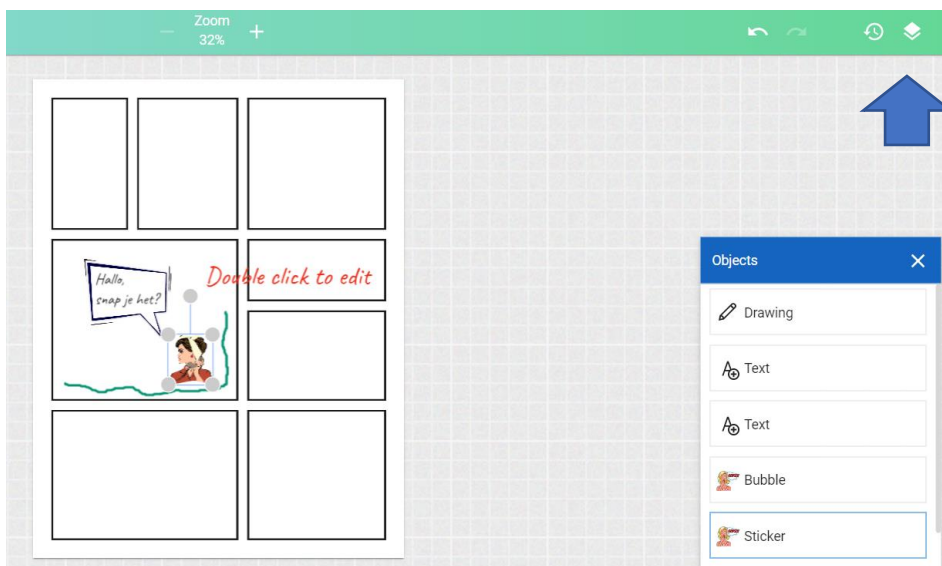 Zoom
32%
Hallo,
snap je het?
Double click to edit
Objects
Drawing
Text
Text
Bubble
Sticker